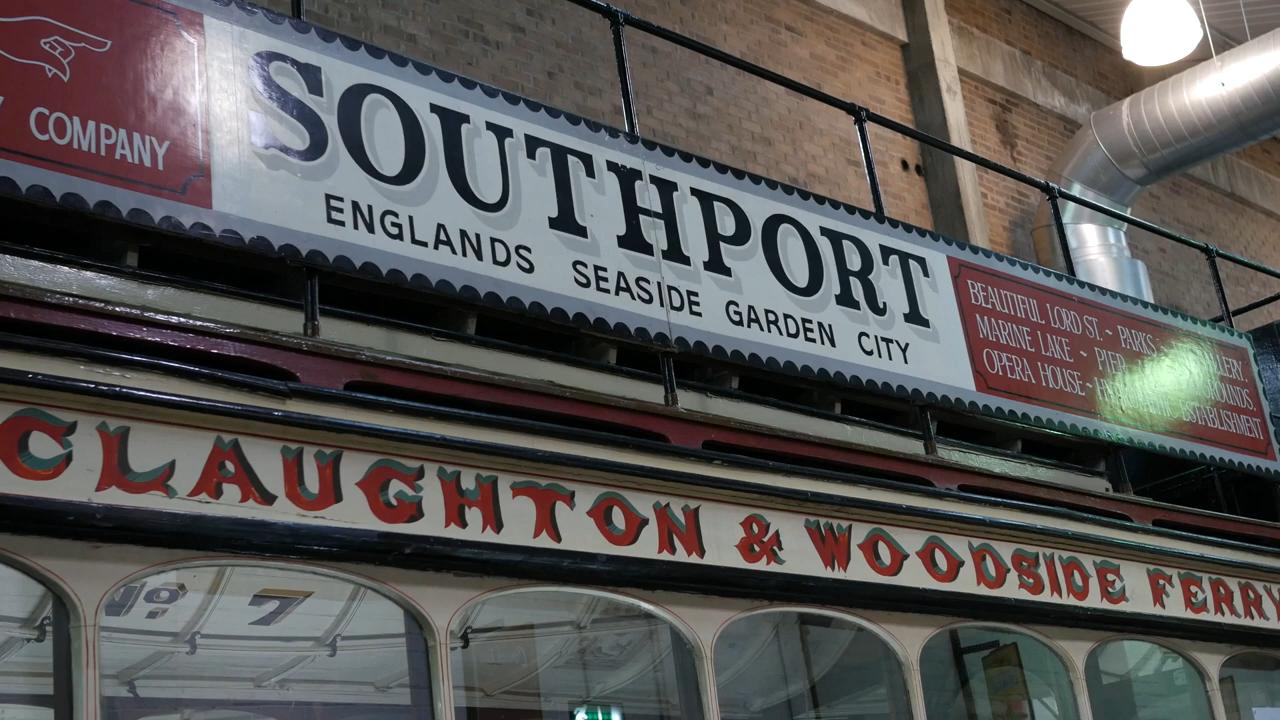 COMPANY
SOUTHPORT
ENGLANDS SEASIDE GARDEN CITY
BEAUTIFUL LORD ST. ~ PARKS
MARINE LAKE ~ PIER
OPERA HOUSE ~ ESTABLISHMENT
CLAUGHTON & WOODSIDE FERRY
No 7